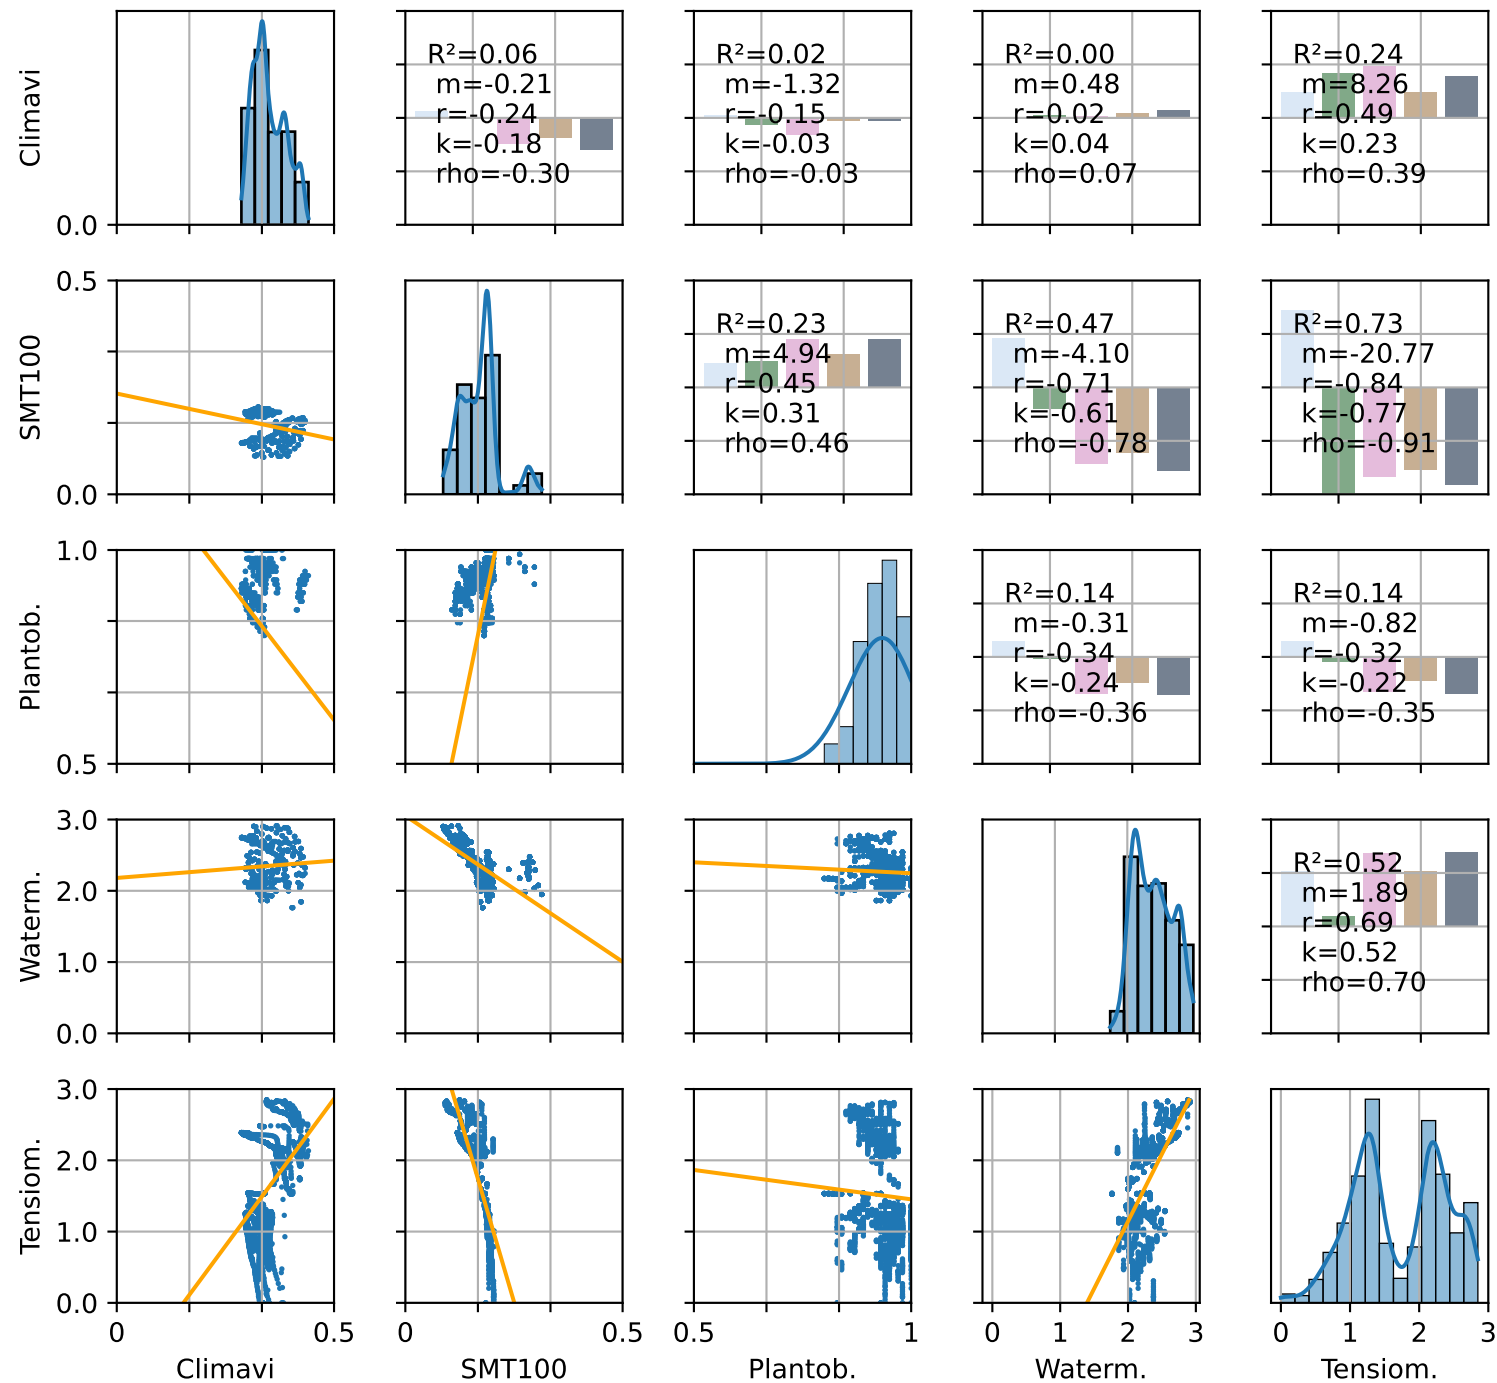 Climavi
0.0
R²=0.06
m=-0.21
r=-0.24
k=-0.18
rho=-0.30
R²=0.02
m=-1.32
r=-0.15
k=-0.03
rho=-0.03
R²=0.00
m=0.48
r=0.02
k=0.04
rho=0.07
R²=0.24
m=8.26
r=0.49
k=0.23
rho=0.39
SMT100
0.5
0.0
R²=0.23
m=4.94
r=0.45
k=0.31
rho=0.46
R²=0.47
m=-4.10
r=-0.71
k=-0.61
rho=-0.78
R²=0.73
m=-20.77
r=-0.84
k=-0.77
rho=-0.91
Plantob.
1.0
0.5
R²=0.14
m=-0.31
r=-0.34
k=-0.24
rho=-0.36
R²=0.14
m=-0.82
r=-0.32
k=-0.22
rho=-0.35
Waterm.
3.0
2.0
1.0
0.0
R²=0.52
m=1.89
r=0.69
k=0.52
rho=0.70
Tensiom.
3.0
2.0
1.0
0.0
0 0.5
0 0.5
0.5 1
0 1 2 3
0 1 2 3
Climavi
SMT100
Plantob.
Waterm.
Tensiom.